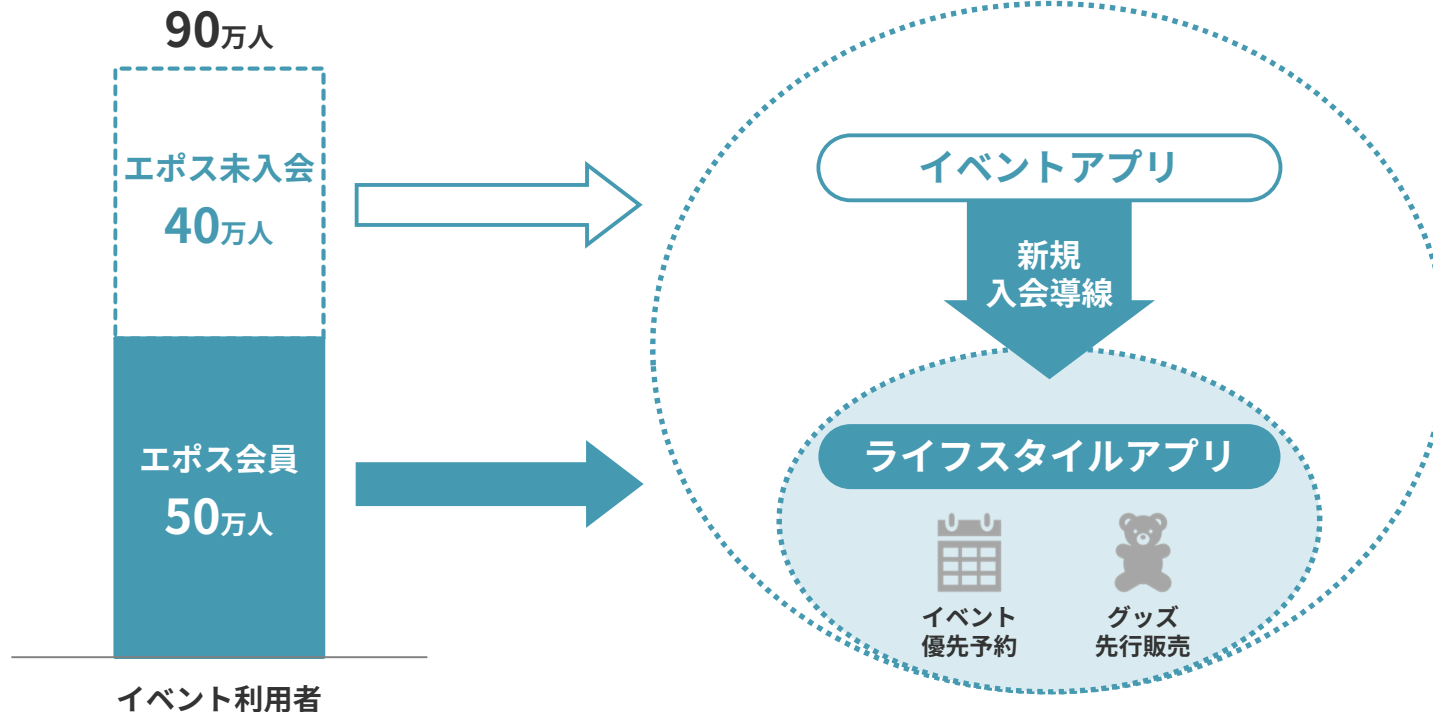 90万人
エポス未入会
40万人
エポス会員
50万人
イベント利用者
イベントアプリ
新規
入会導線
ライフスタイルアプリ
イベント
優先予約
グッズ
先行販売